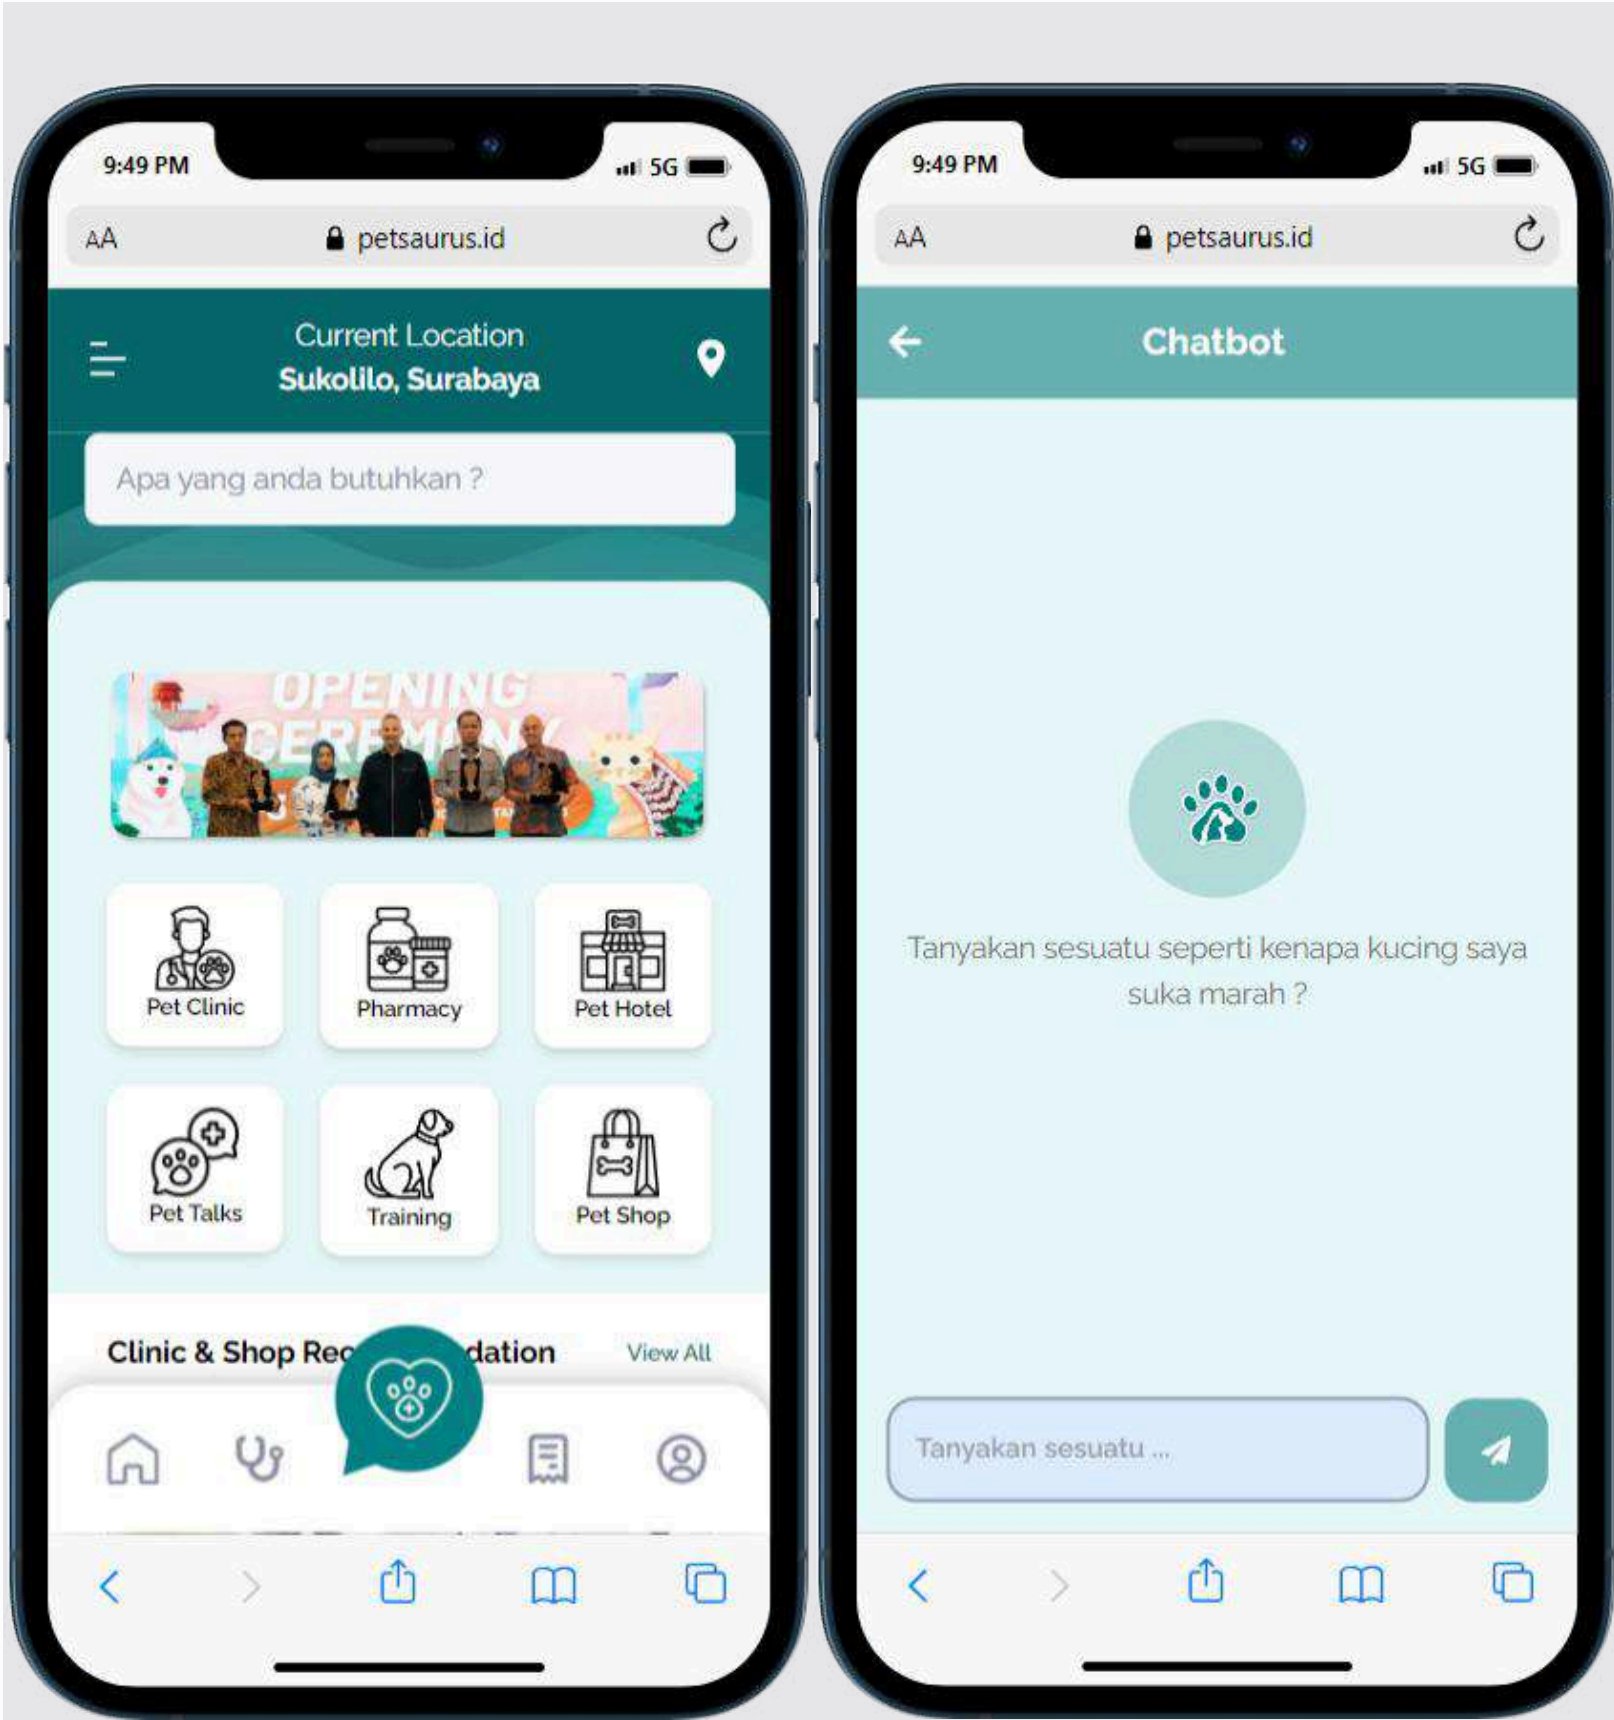 9:49 PM
5G
AA
petsaurus.id
Current Location
Sukolilo, Surabaya
Apa yang anda butuhkan ?
OPENING
CEREMONY
Pet Clinic
Pharmacy
Pet Hotel
Pet Talks
Training
Pet Shop
Clinic & Shop Rec dation
View All
9:49 PM
5G
AA
petsaurus.id
Chatbot
Tanyakan sesuatu seperti kenapa kucing saya
suka marah ?
Tanyakan sesuatu ...